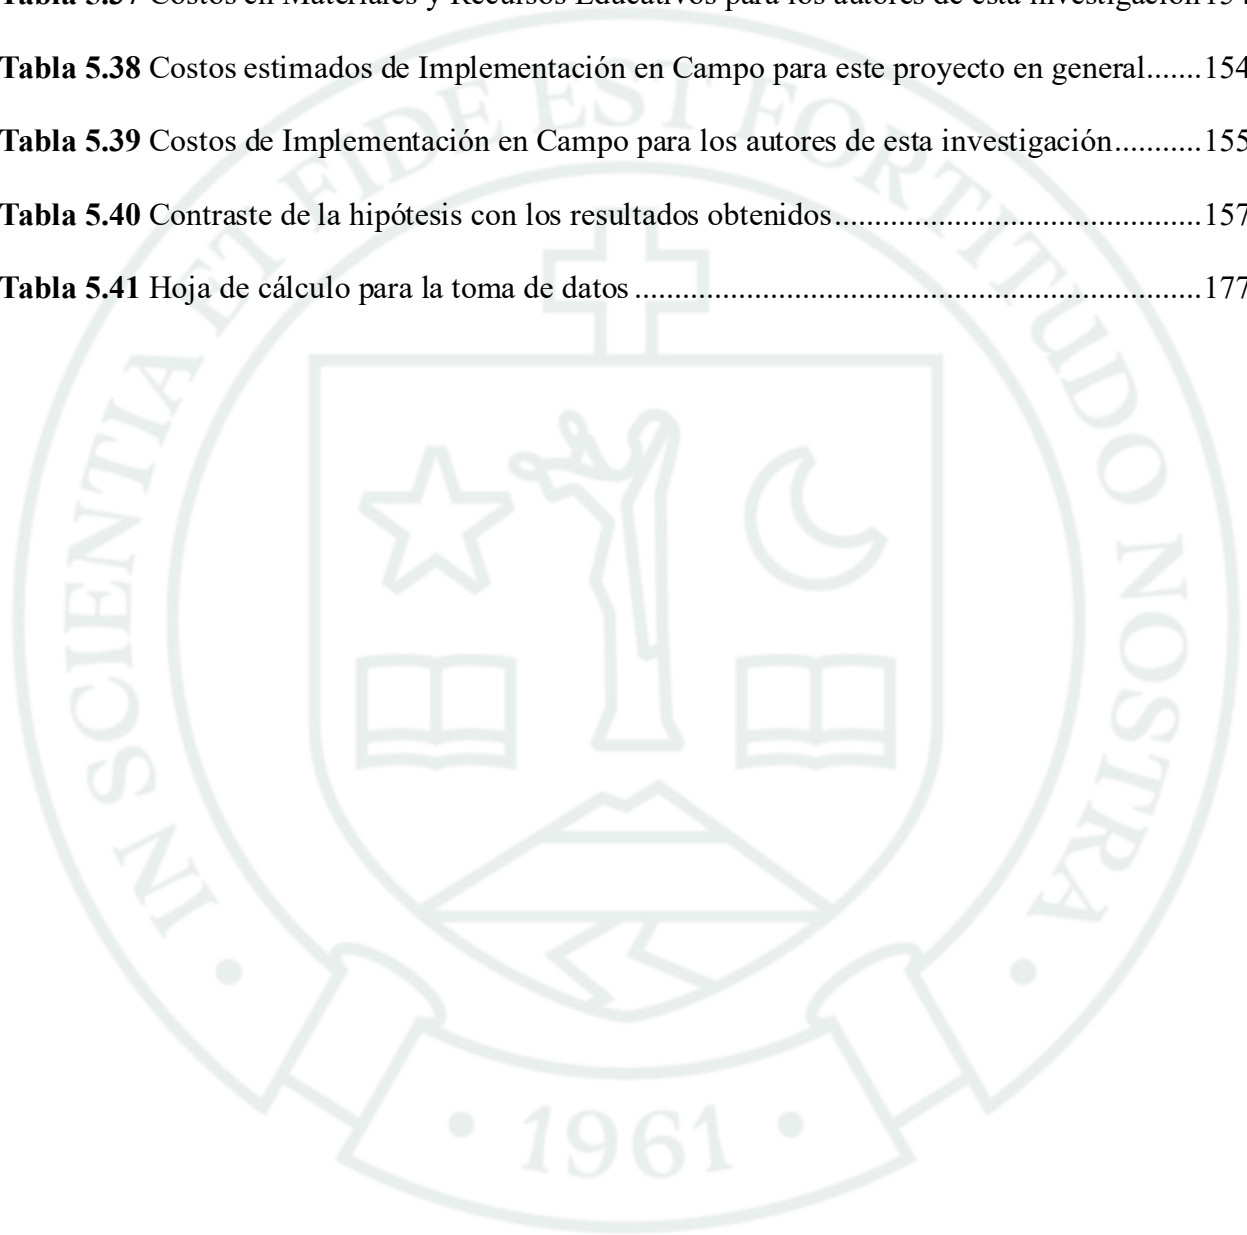 Tabla 5.37 Costos en Materiales y Recursos Educativos para los autores de esta investigación154
Tabla 5.38 Costos estimados de Implementación en Campo para este proyecto en general.......154
Tabla 5.39 Costos de Implementación en Campo para los autores de esta investigación...........155
Tabla 5.40 Contraste de la hipótesis con los resultados obtenidos..............................................157
Tabla 5.41 Hoja de cálculo para la toma de datos .......................................................................177
IN SCIENTIA ET FIDE EST FORTITUDO NOSTRA
• 1961 •